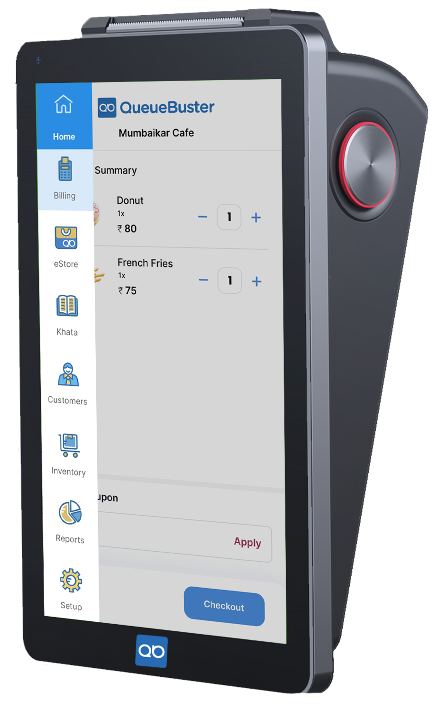 QueueBuster
Mumbaikar Cafe
Home
Summary
Billing
Donut
1x
₹ 80
− 1 +
eStore
French Fries
1x
₹ 75
− 1 +
Khata
Customers
Inventory
upon
Reports
Apply
Setup
Checkout